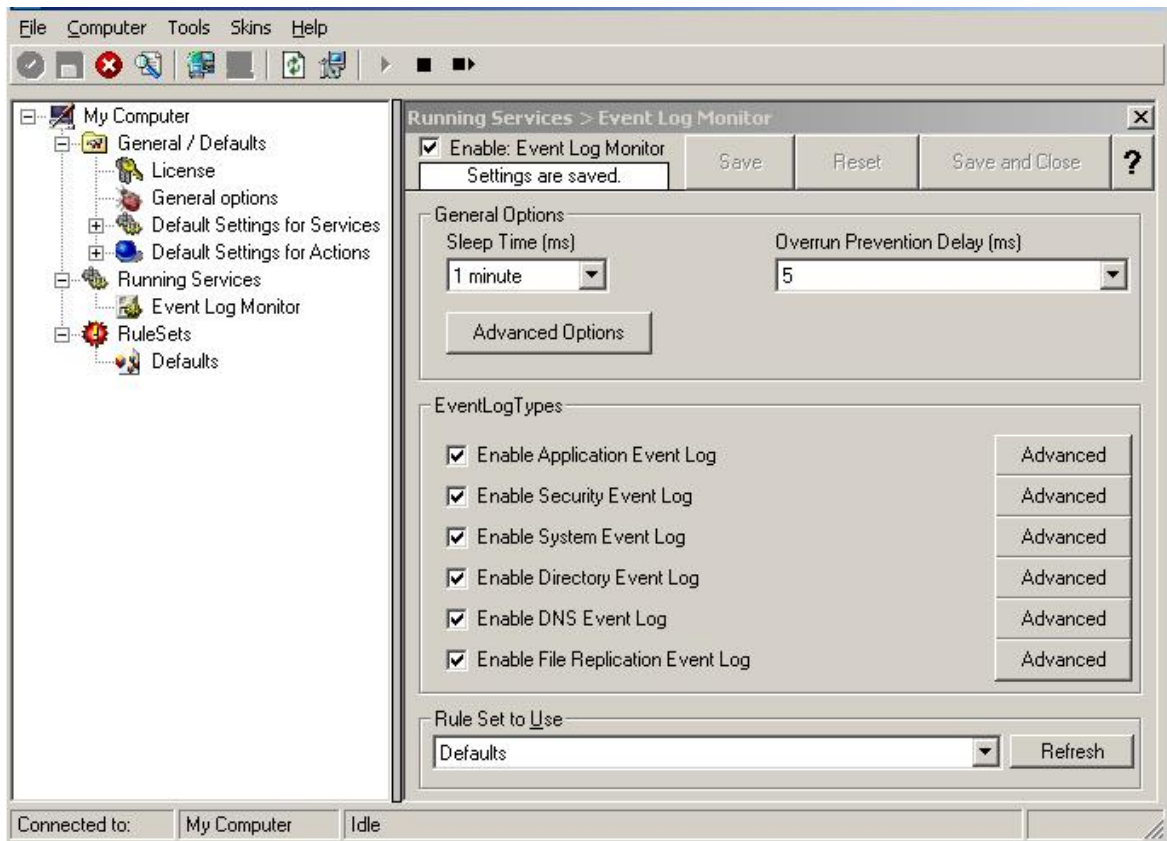 File Computer Tools Skins Help
My Computer
General / Defaults
License
General options
Default Settings for Services
Default Settings for Actions
Running Services
Event Log Monitor
RuleSets
Defaults
Running Services > Event Log Monitor
Enable: Event Log Monitor
Settings are saved.
Save
Reset
Save and Close
?
General Options
Sleep Time (ms)
Overrun Prevention Delay (ms)
1 minute
5
Advanced Options
EventLogTypes
Enable Application Event Log Advanced
Enable Security Event Log Advanced
Enable System Event Log Advanced
Enable Directory Event Log Advanced
Enable DNS Event Log Advanced
Enable File Replication Event Log Advanced
Rule Set to Use
Defaults Refresh
Connected to: My Computer Idle